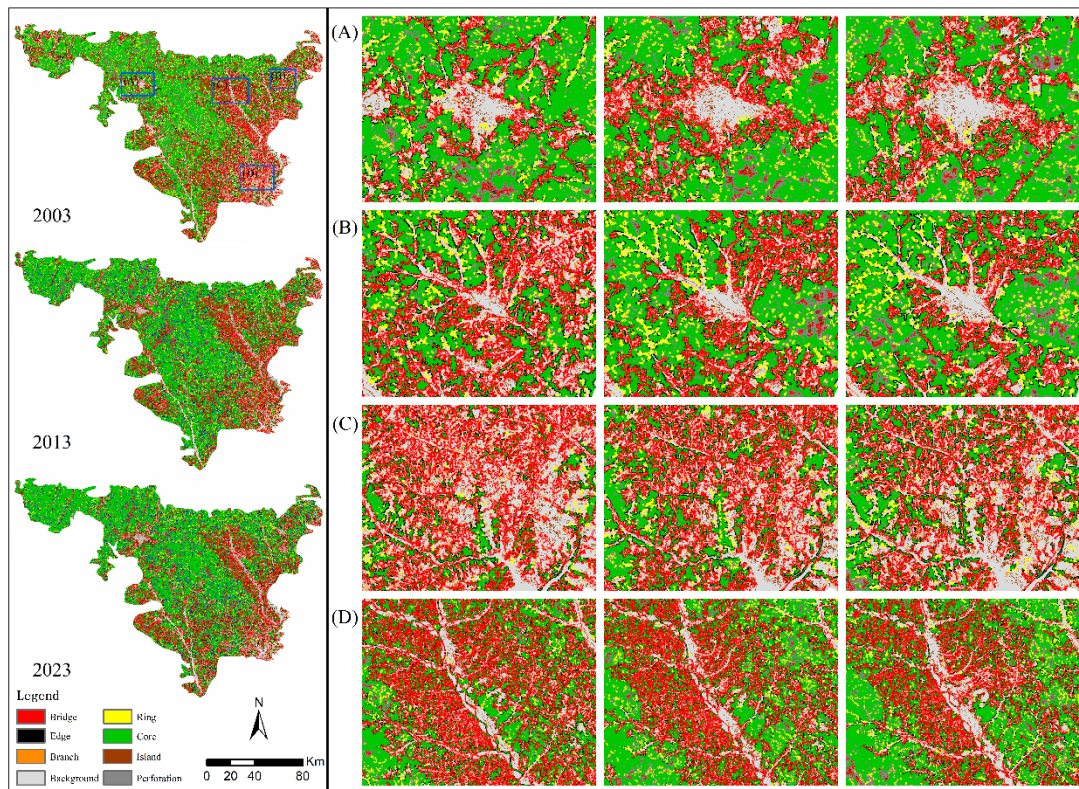 2003
2013
2023
Legend
Bridge
Edge
Branch
Background
Ring
Core
Island
Perforation
N
0 20 40 80 Km
(A)
(B)
(C)
(D)